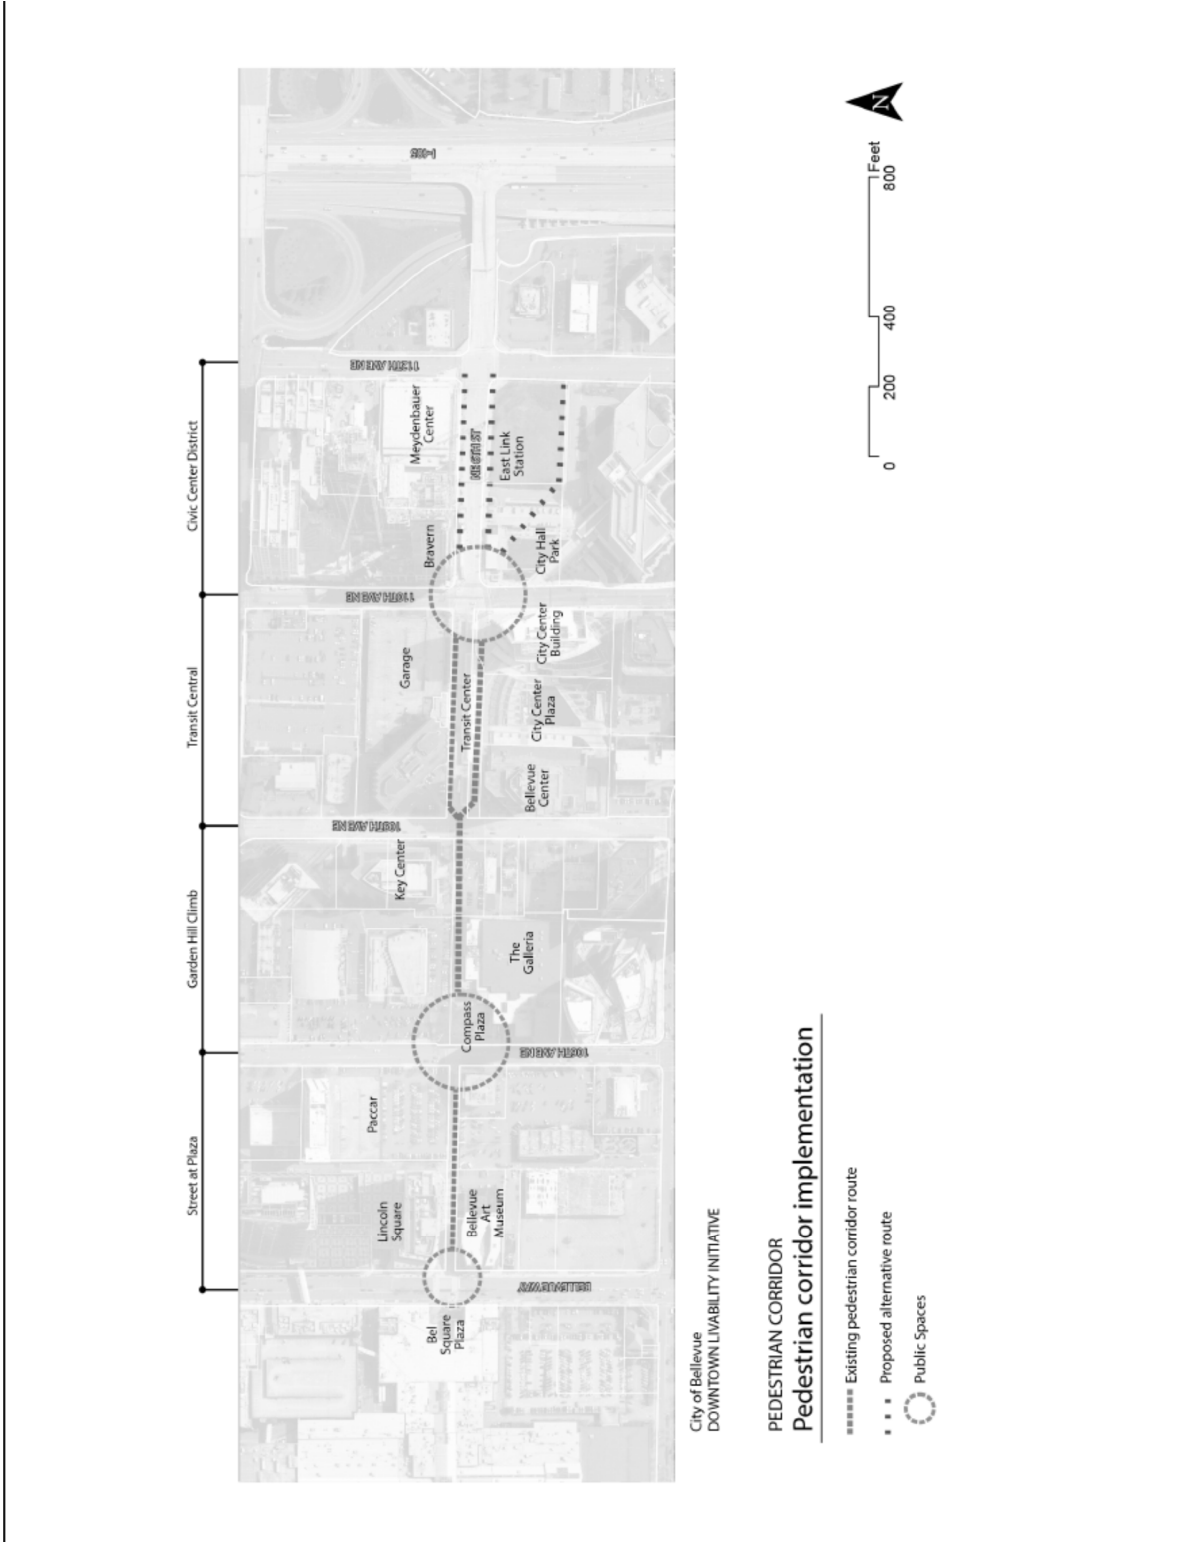 Street at Plaza
Garden Hill Climb
Transit Central
Civic Center District
I-405
BELLEVUE WAY
106TH AVE NE
108TH AVE NE
110TH AVE NE
112TH AVE NE
NE 6TH ST
Bel
Square
Plaza
Lincoln
Square
Bellevue
Art
Museum
Paccar
Compass
Plaza
The
Galleria
Key Center
Bellevue
Center
Transit Center
Garage
City Center
Plaza
City Center
Building
Bravern
City Hall
Park
East Link
Station
Meydenbauer
Center
City of Bellevue
DOWNTOWN LIVABILITY INITIATIVE
PEDESTRIAN CORRIDOR
Pedestrian corridor implementation
Existing pedestrian corridor route
Proposed alternative route
Public Spaces
0 200 400 800
Feet
N